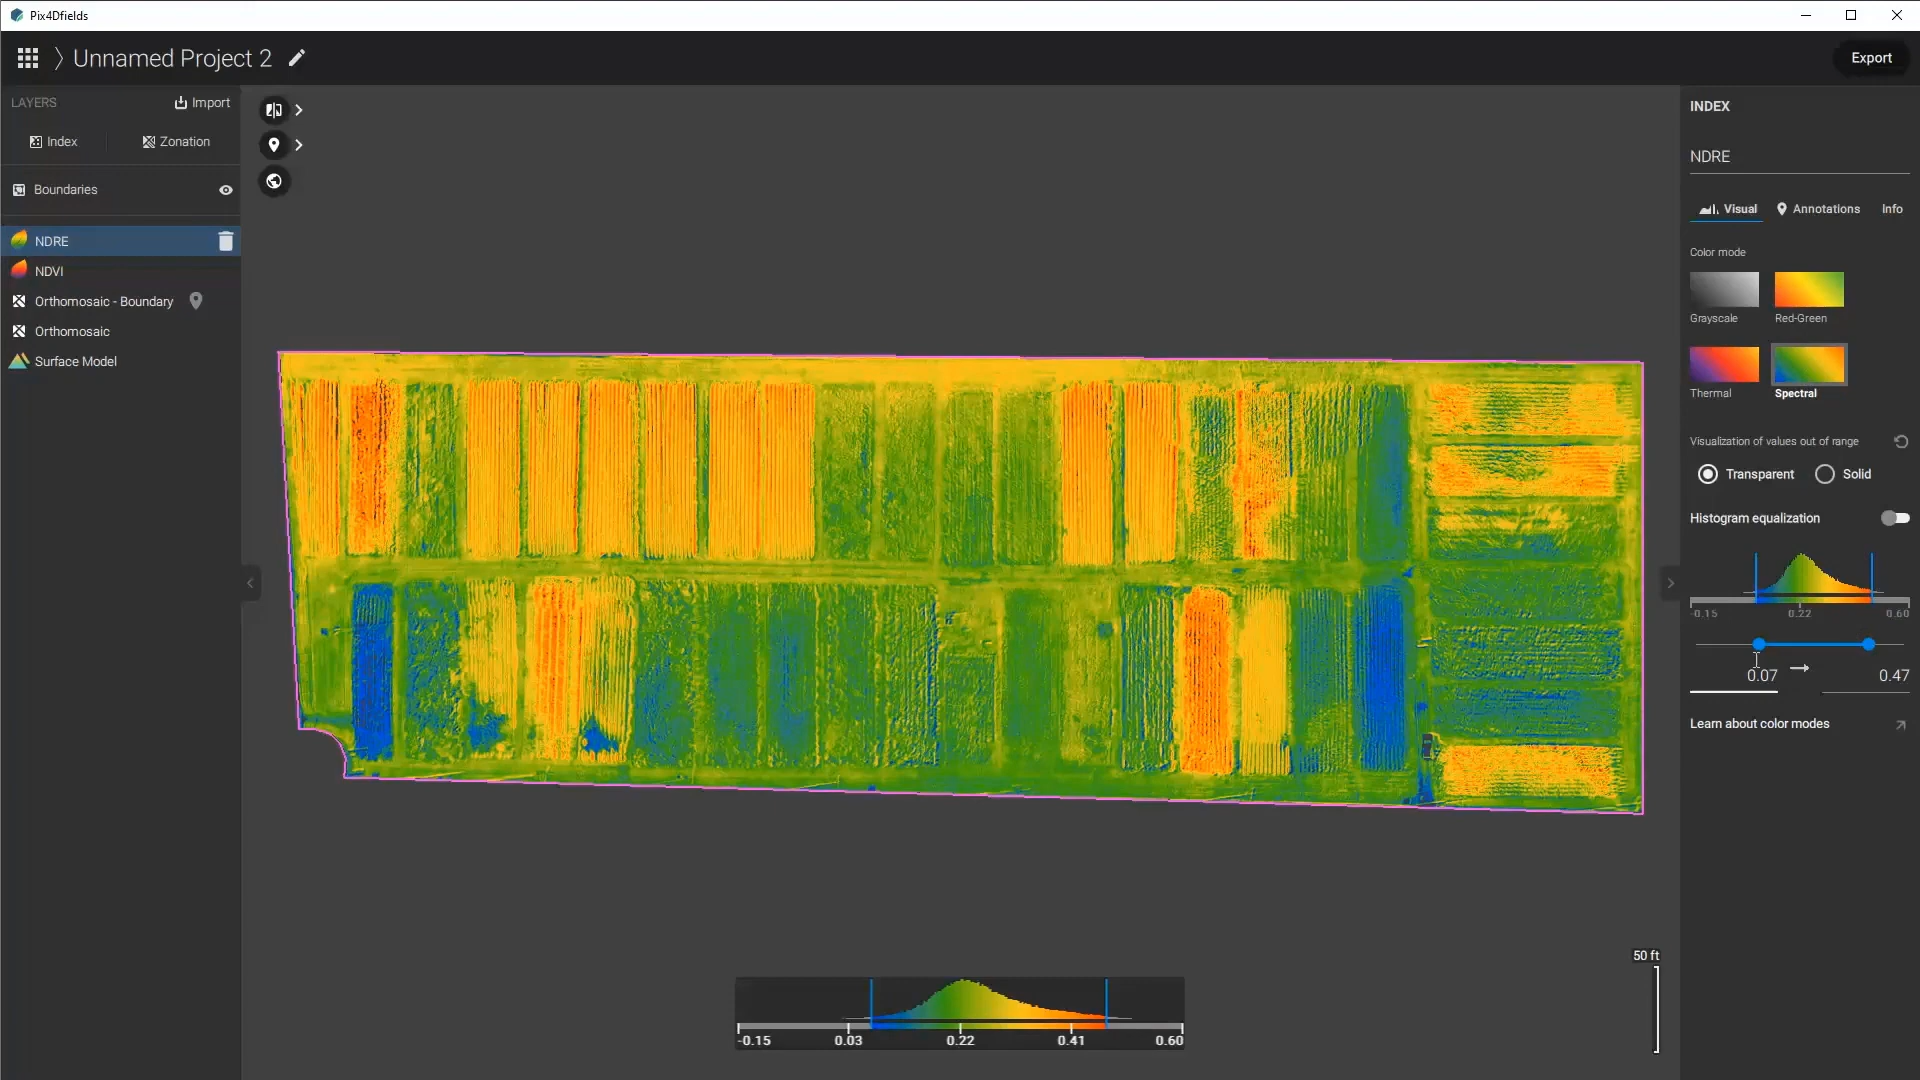 Pix4Dfields
Unnamed Project 2
Export
LAYERS
Import
Index
Zonation
Boundaries
NDRE
NDVI
Orthomosaic - Boundary
Orthomosaic
Surface Model
INDEX
NDRE
Visual
Annotations
Info
Color mode
Grayscale
Red-Green
Thermal
Spectral
Visualization of values out of range
Transparent
Solid
Histogram equalization
-0.15 0.22 0.60
0.07
0.47
Learn about color modes
50 ft
-0.15 0.03 0.22 0.41 0.60